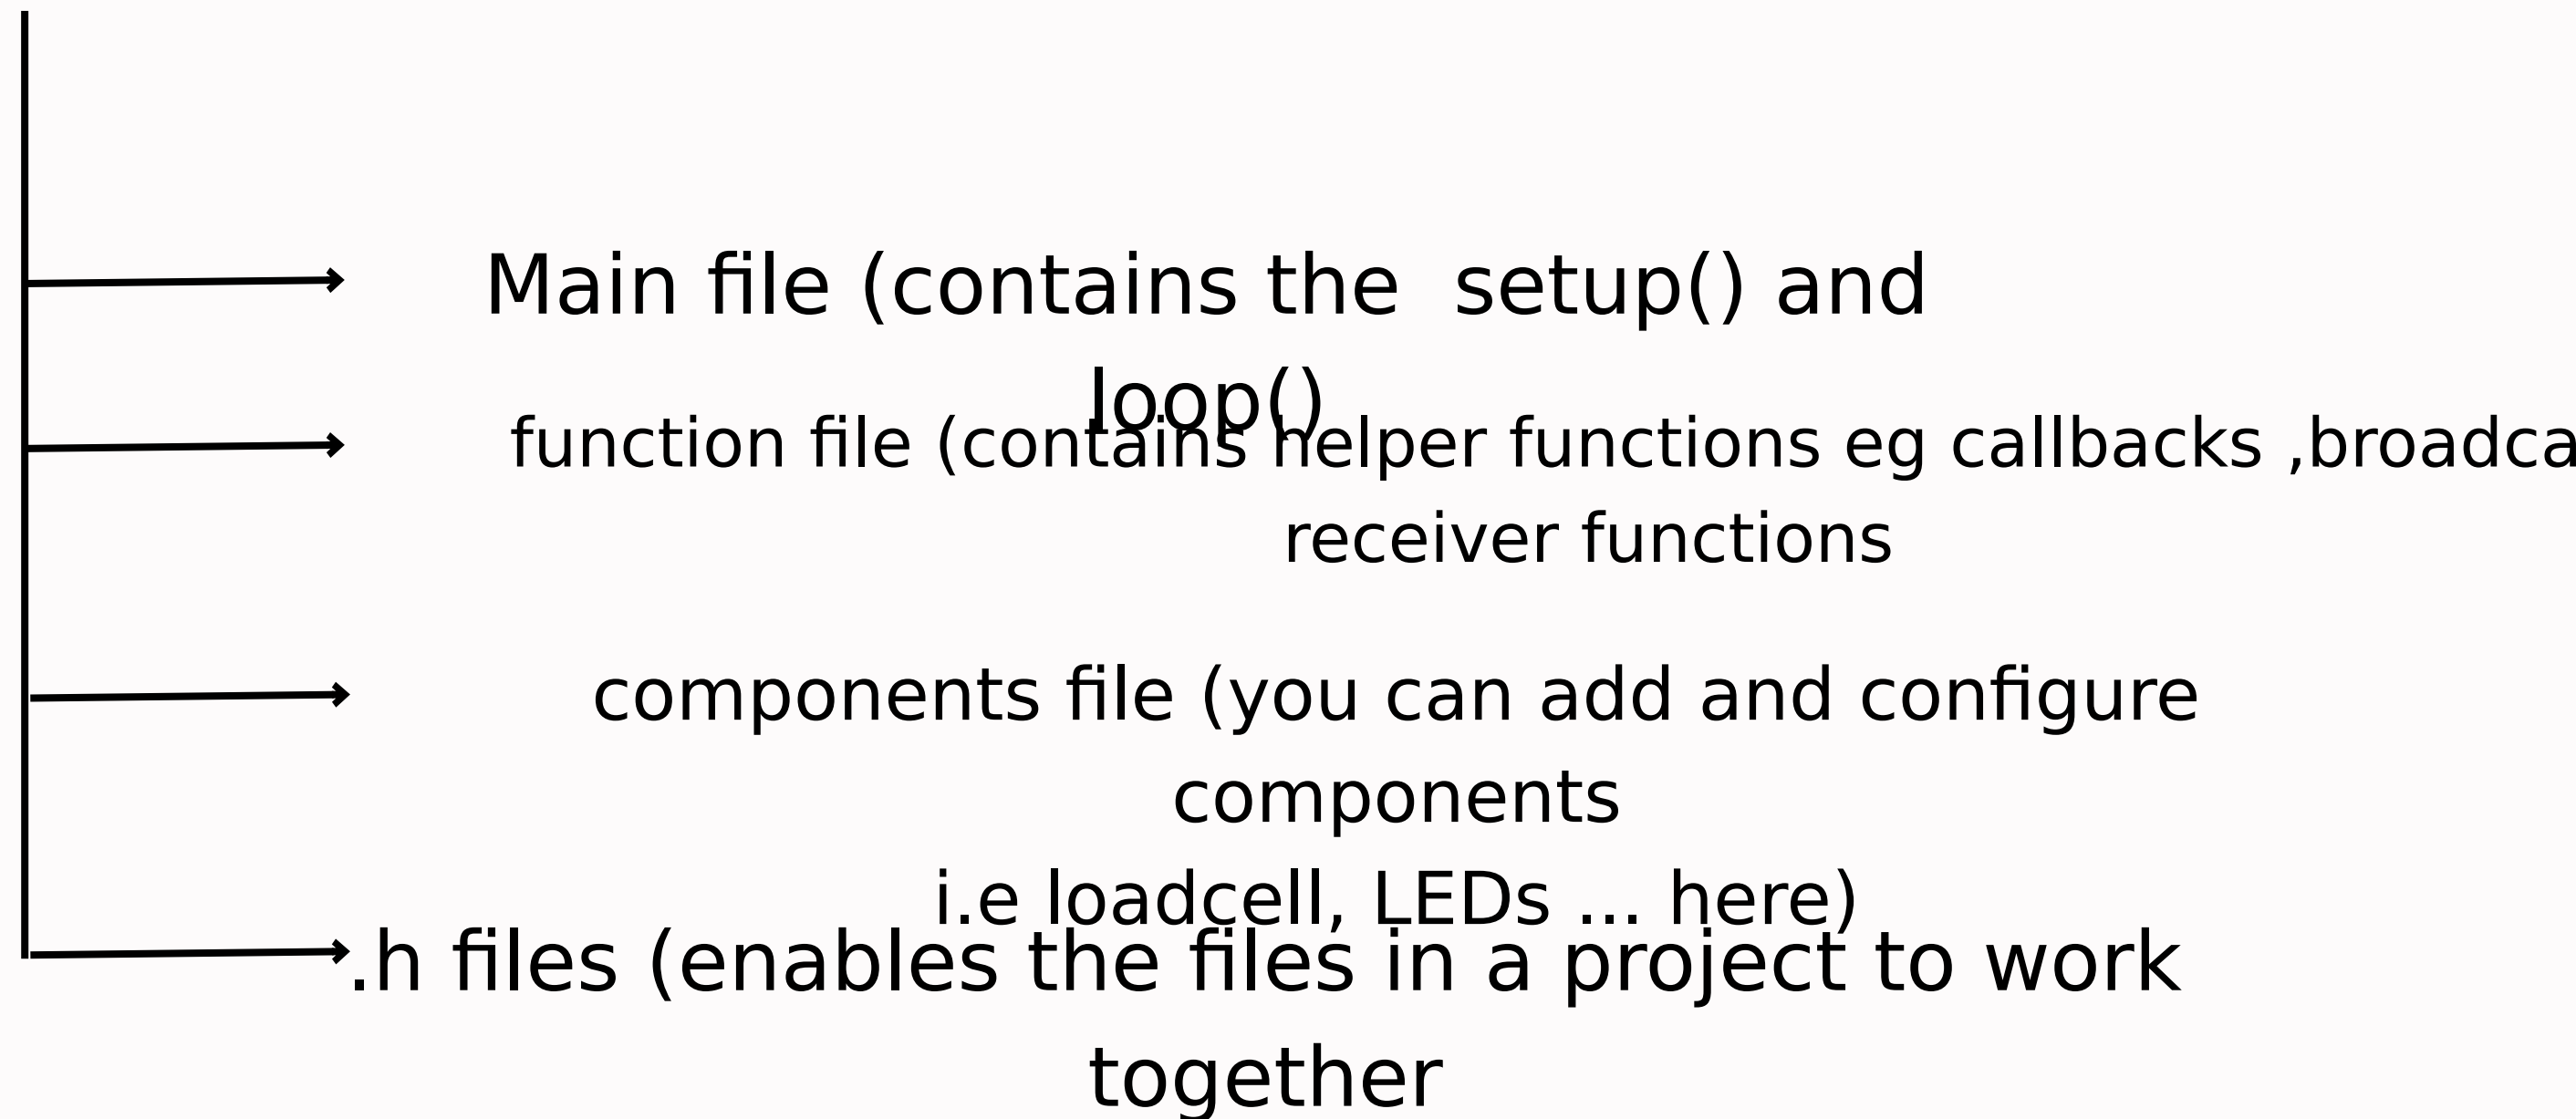 Main file (contains the  setup() and
loop()
function file (contains helper functions eg callbacks ,broadca
receiver functions
components file (you can add and configure
components
i.e loadcell, LEDs ... here)
.h files (enables the files in a project to work
together